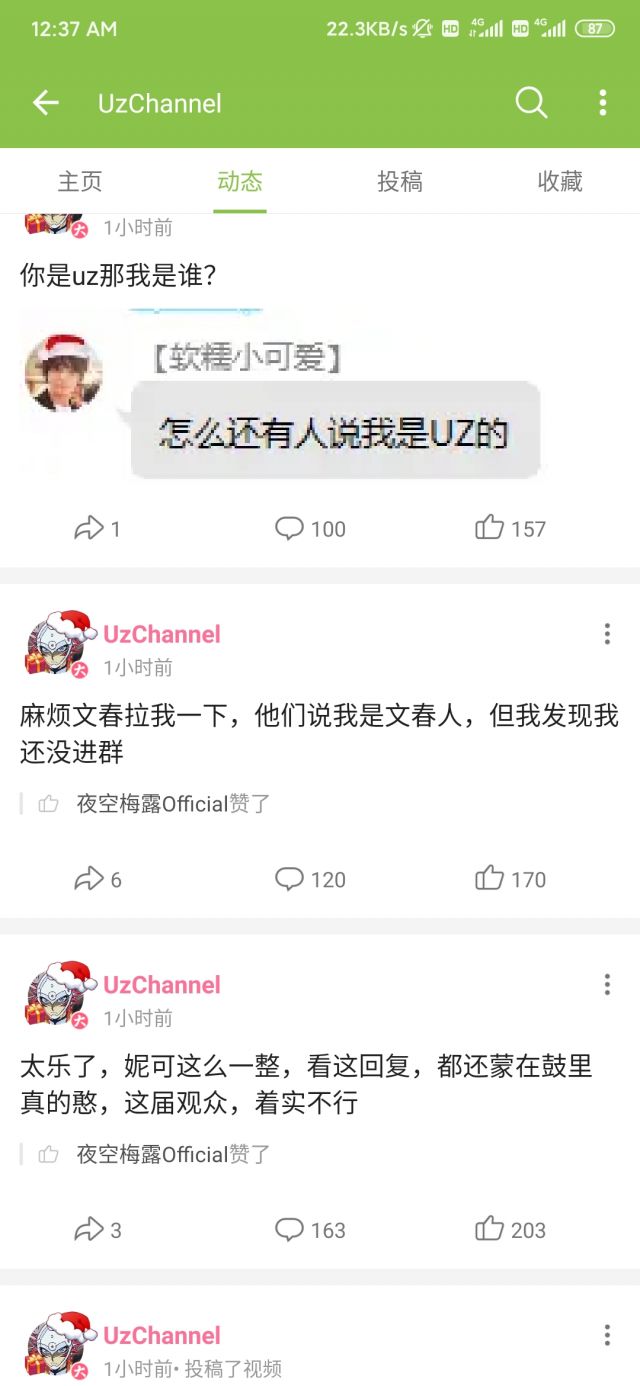 12:37 AM 22.3KB/s HD 4G HD 4G 87
UzChannel
主页 动态 投稿 收藏
大 1小时前
你是uz那我是谁？
【软糯小可爱】
怎么还有人说我是UZ的
1 100 157
UzChannel
大 1小时前
麻烦文春拉我一下，他们说我是文春人，但我发现我
还没进群
夜空梅露Official赞了
6 120 170
UzChannel
大 1小时前
太乐了，妮可这么一整，看这回复，都还蒙在鼓里
真的憨，这届观众，着实不行
夜空梅露Official赞了
3 163 203
UzChannel
大 1小时前· 投稿了视频